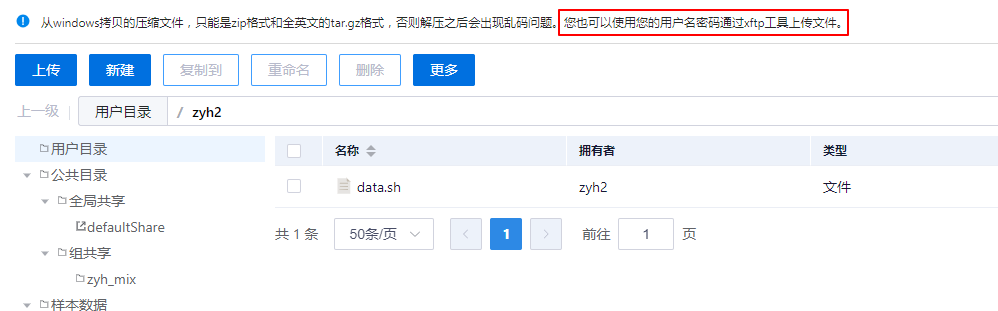 从windows拷贝的压缩文件，只能是zip格式和全英文的tar.gz格式，否则解压之后会出现乱码问题。您也可以使用您的用户名密码通过xftp工具上传文件。
上传 新建 复制到 重命名 删除 更多
上一级 用户目录 / zyh2
用户目录
公共目录
全局共享
defaultShare
组共享
zyh_mix
样本数据
名称 拥有者 类型
data.sh zyh2 文件
共 1 条 50条/页 1 前往 1 页